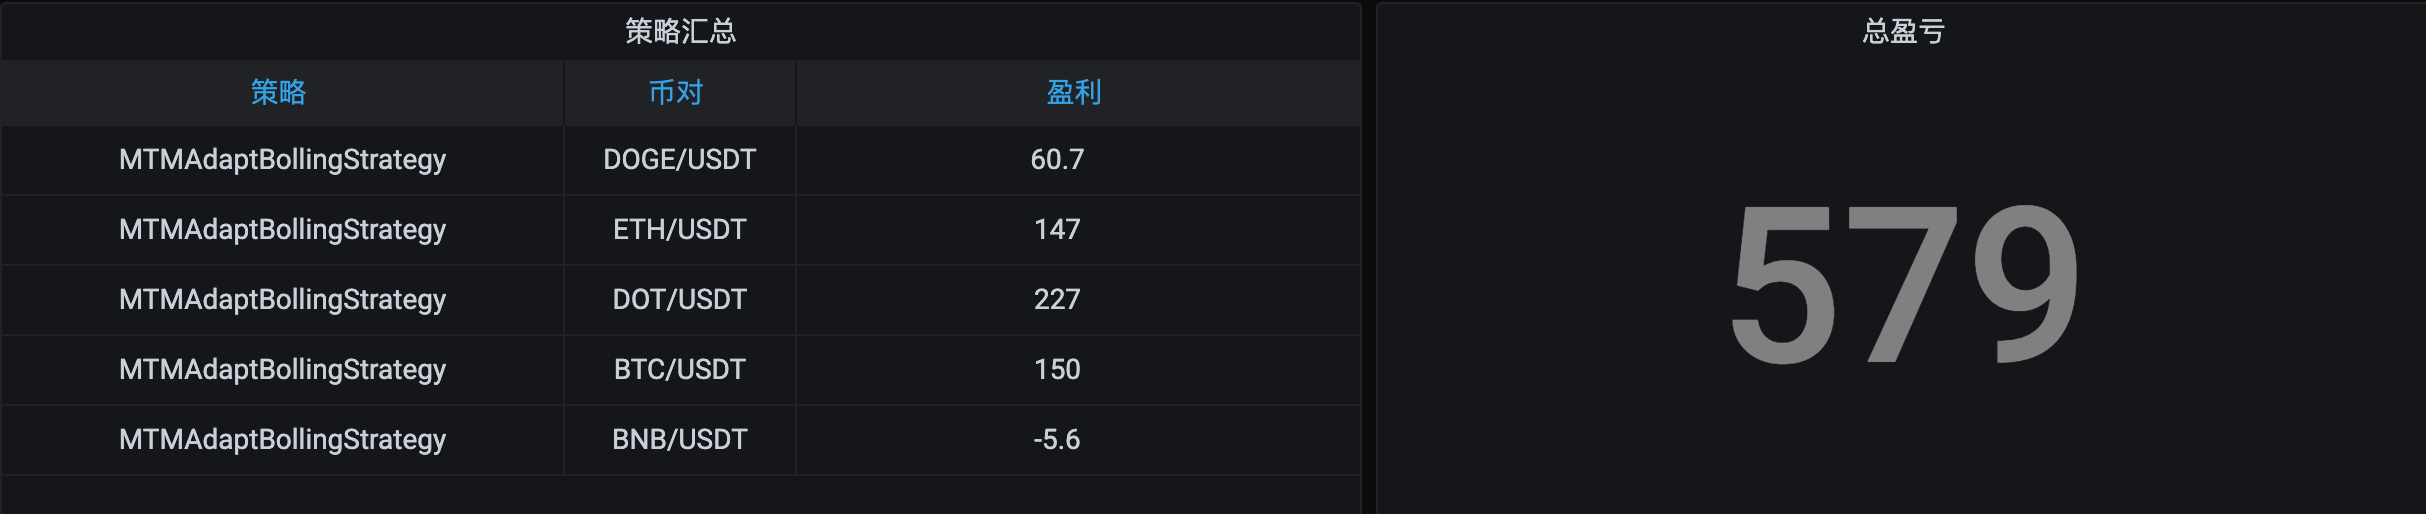 策略汇总
策略 币对 盈利
MTMAdaptBollingStrategy DOGE/USDT 60.7
MTMAdaptBollingStrategy ETH/USDT 147
MTMAdaptBollingStrategy DOT/USDT 227
MTMAdaptBollingStrategy BTC/USDT 150
MTMAdaptBollingStrategy BNB/USDT -5.6
总盈亏
579